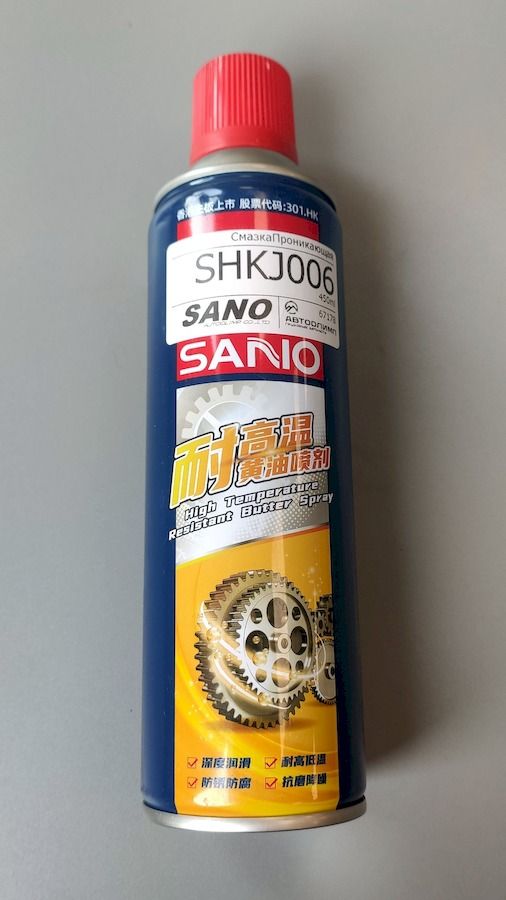 香港主板上市 股票代码:301.HK
СмазкаПроникающая
SHKJ006
450ml
SANO
67178
АВТООЛИМП
SANO
耐高温
黄油喷剂
High Temperature
Resistant Butter Spray
深度润滑 耐高低温
防锈防腐 抗磨降噪